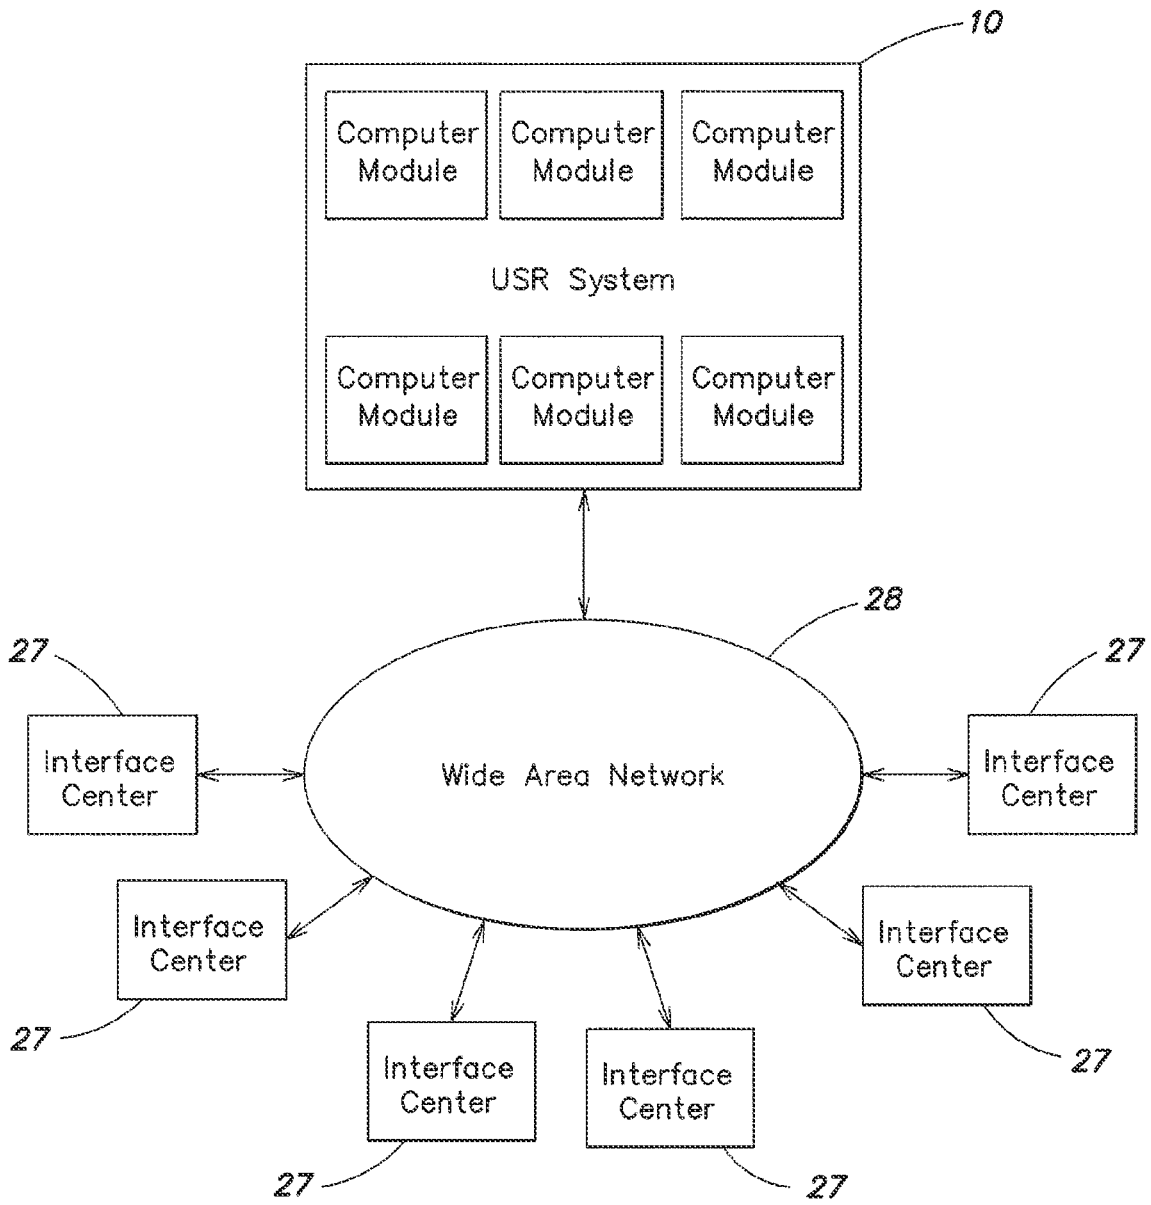 10
Computer
Module
Computer
Module
Computer
Module
USR System
Computer
Module
Computer
Module
Computer
Module
28
27
27
Interface
Center
Wide Area Network
Interface
Center
Interface
Center
Interface
Center
27
27
Interface
Center
Interface
Center
27
27